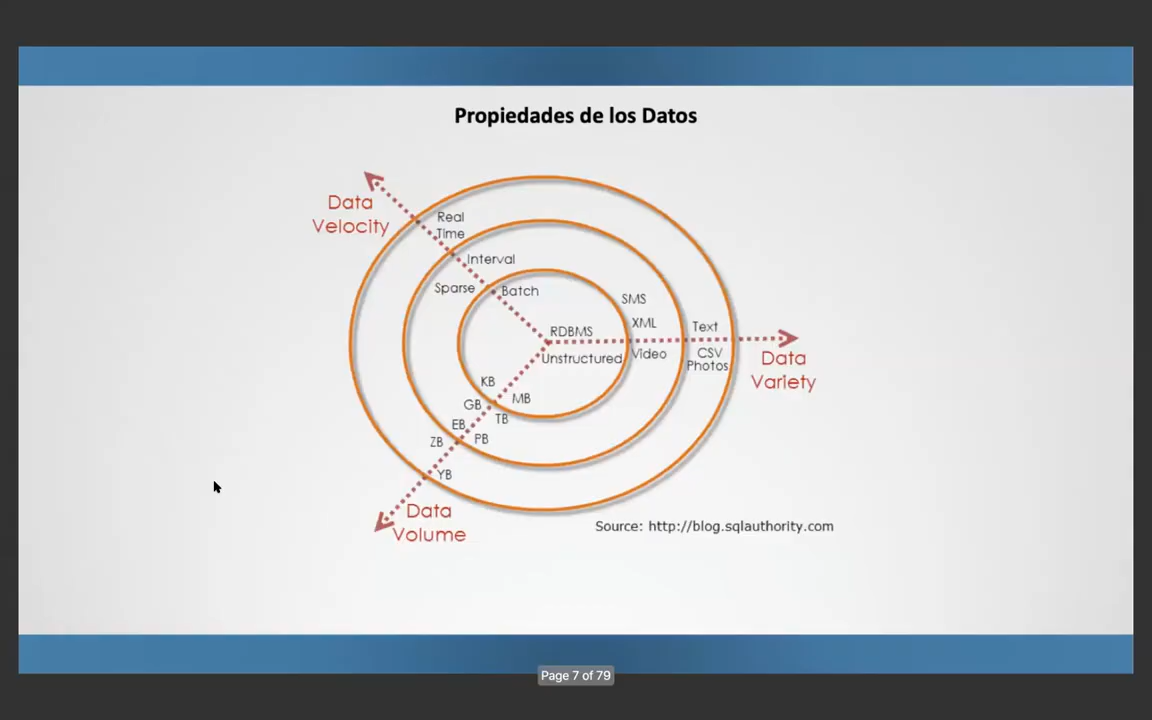 Propiedades de los Datos
Data
Velocity
Real
Time
Interval
Sparse
Batch
SMS
RDBMS
XML
Text
Unstructured
Video
CSV
Photos
Data
Variety
KB
MB
GB
TB
EB
PB
ZB
YB
Data
Volume
Source: http://blog.sqlauthority.com
Page 7 of 79